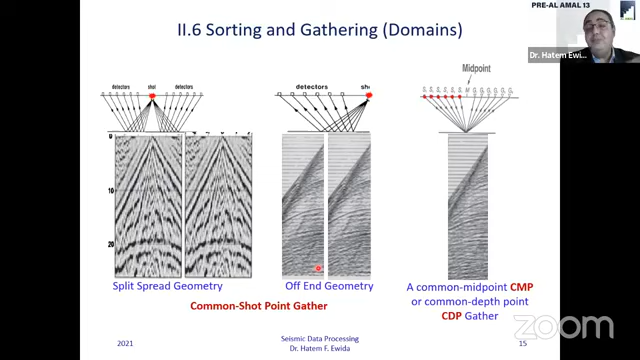 PRE-AL AMAL 13
II.6 Sorting and Gathering (Domains)
Dr. Hatem Ewi...
Midpoint
detectors shot detectors
detectors sho
S S S S S S M G G G G G G G
0
10
20
Split Spread Geometry
Off End Geometry
A common-midpoint CMP
or common-depth point
CDP Gather
Common-Shot Point Gather
2021
Seismic Data Processing
Dr. Hatem F. Ewida
15
zoom